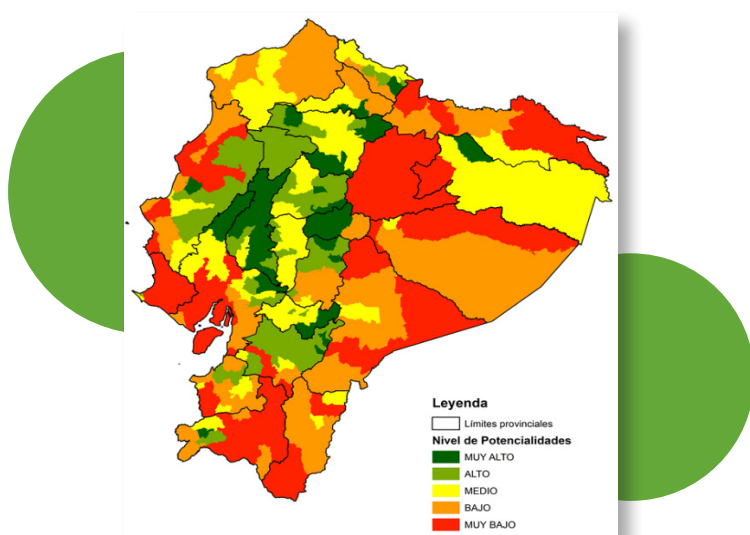 Leyenda
Límites provinciales
Nivel de Potencialidades
MUY ALTO
ALTO
MEDIO
BAJO
MUY BAJO